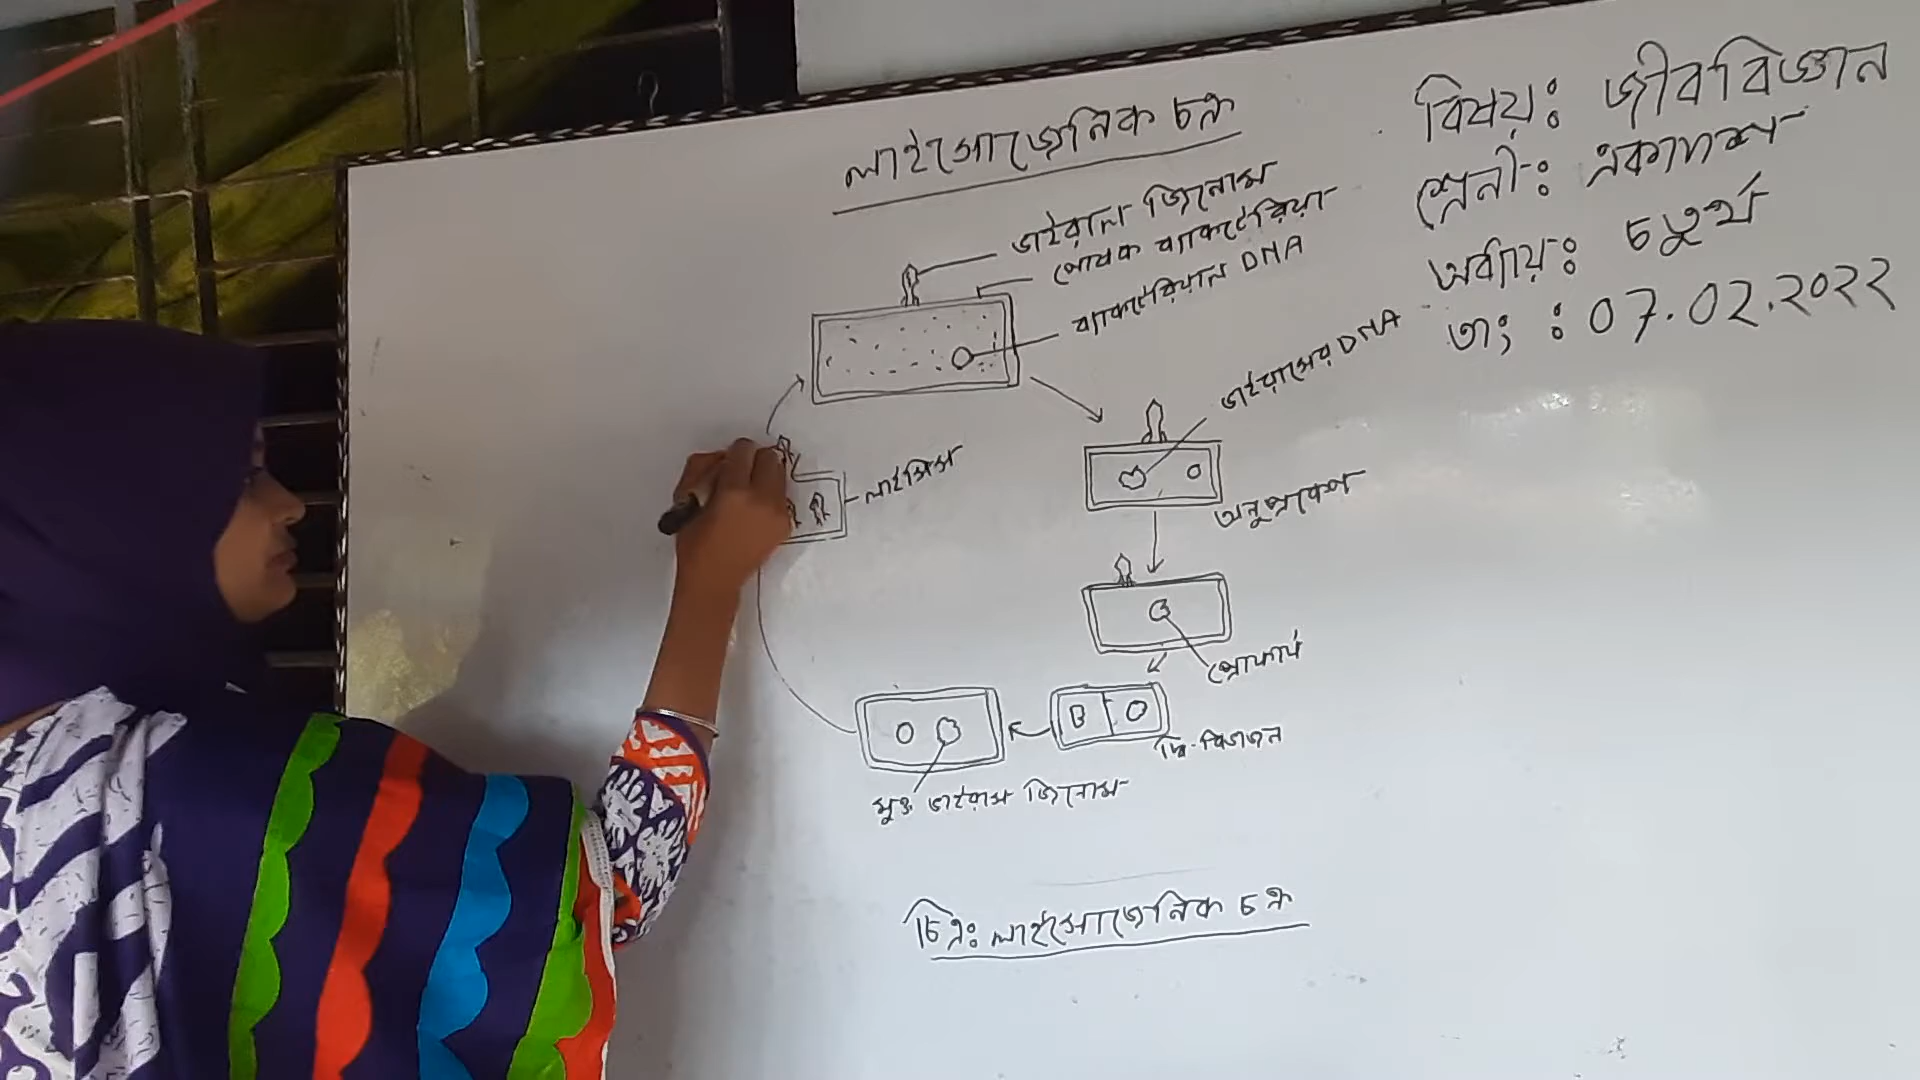 লাইসোজেনিক চক্র
বিষয়ঃ জীববিজ্ঞান
শ্রেনীঃ একাদশ
অধ্যায়ঃ চতুর্থ
তাং : 07.02.২০২২
ভাইরাল জিনোম
পোষক ব্যাকটেরিয়া
ব্যাকটেরিয়াল DNA
ভাইরাসের DNA
লাইসিস
অনুপ্রবেশ
প্রোফায
দ্বি-বিভাজন
মুক্ত ভাইরাস জিনোম
চিত্রঃ লাইসোজেনিক চক্র